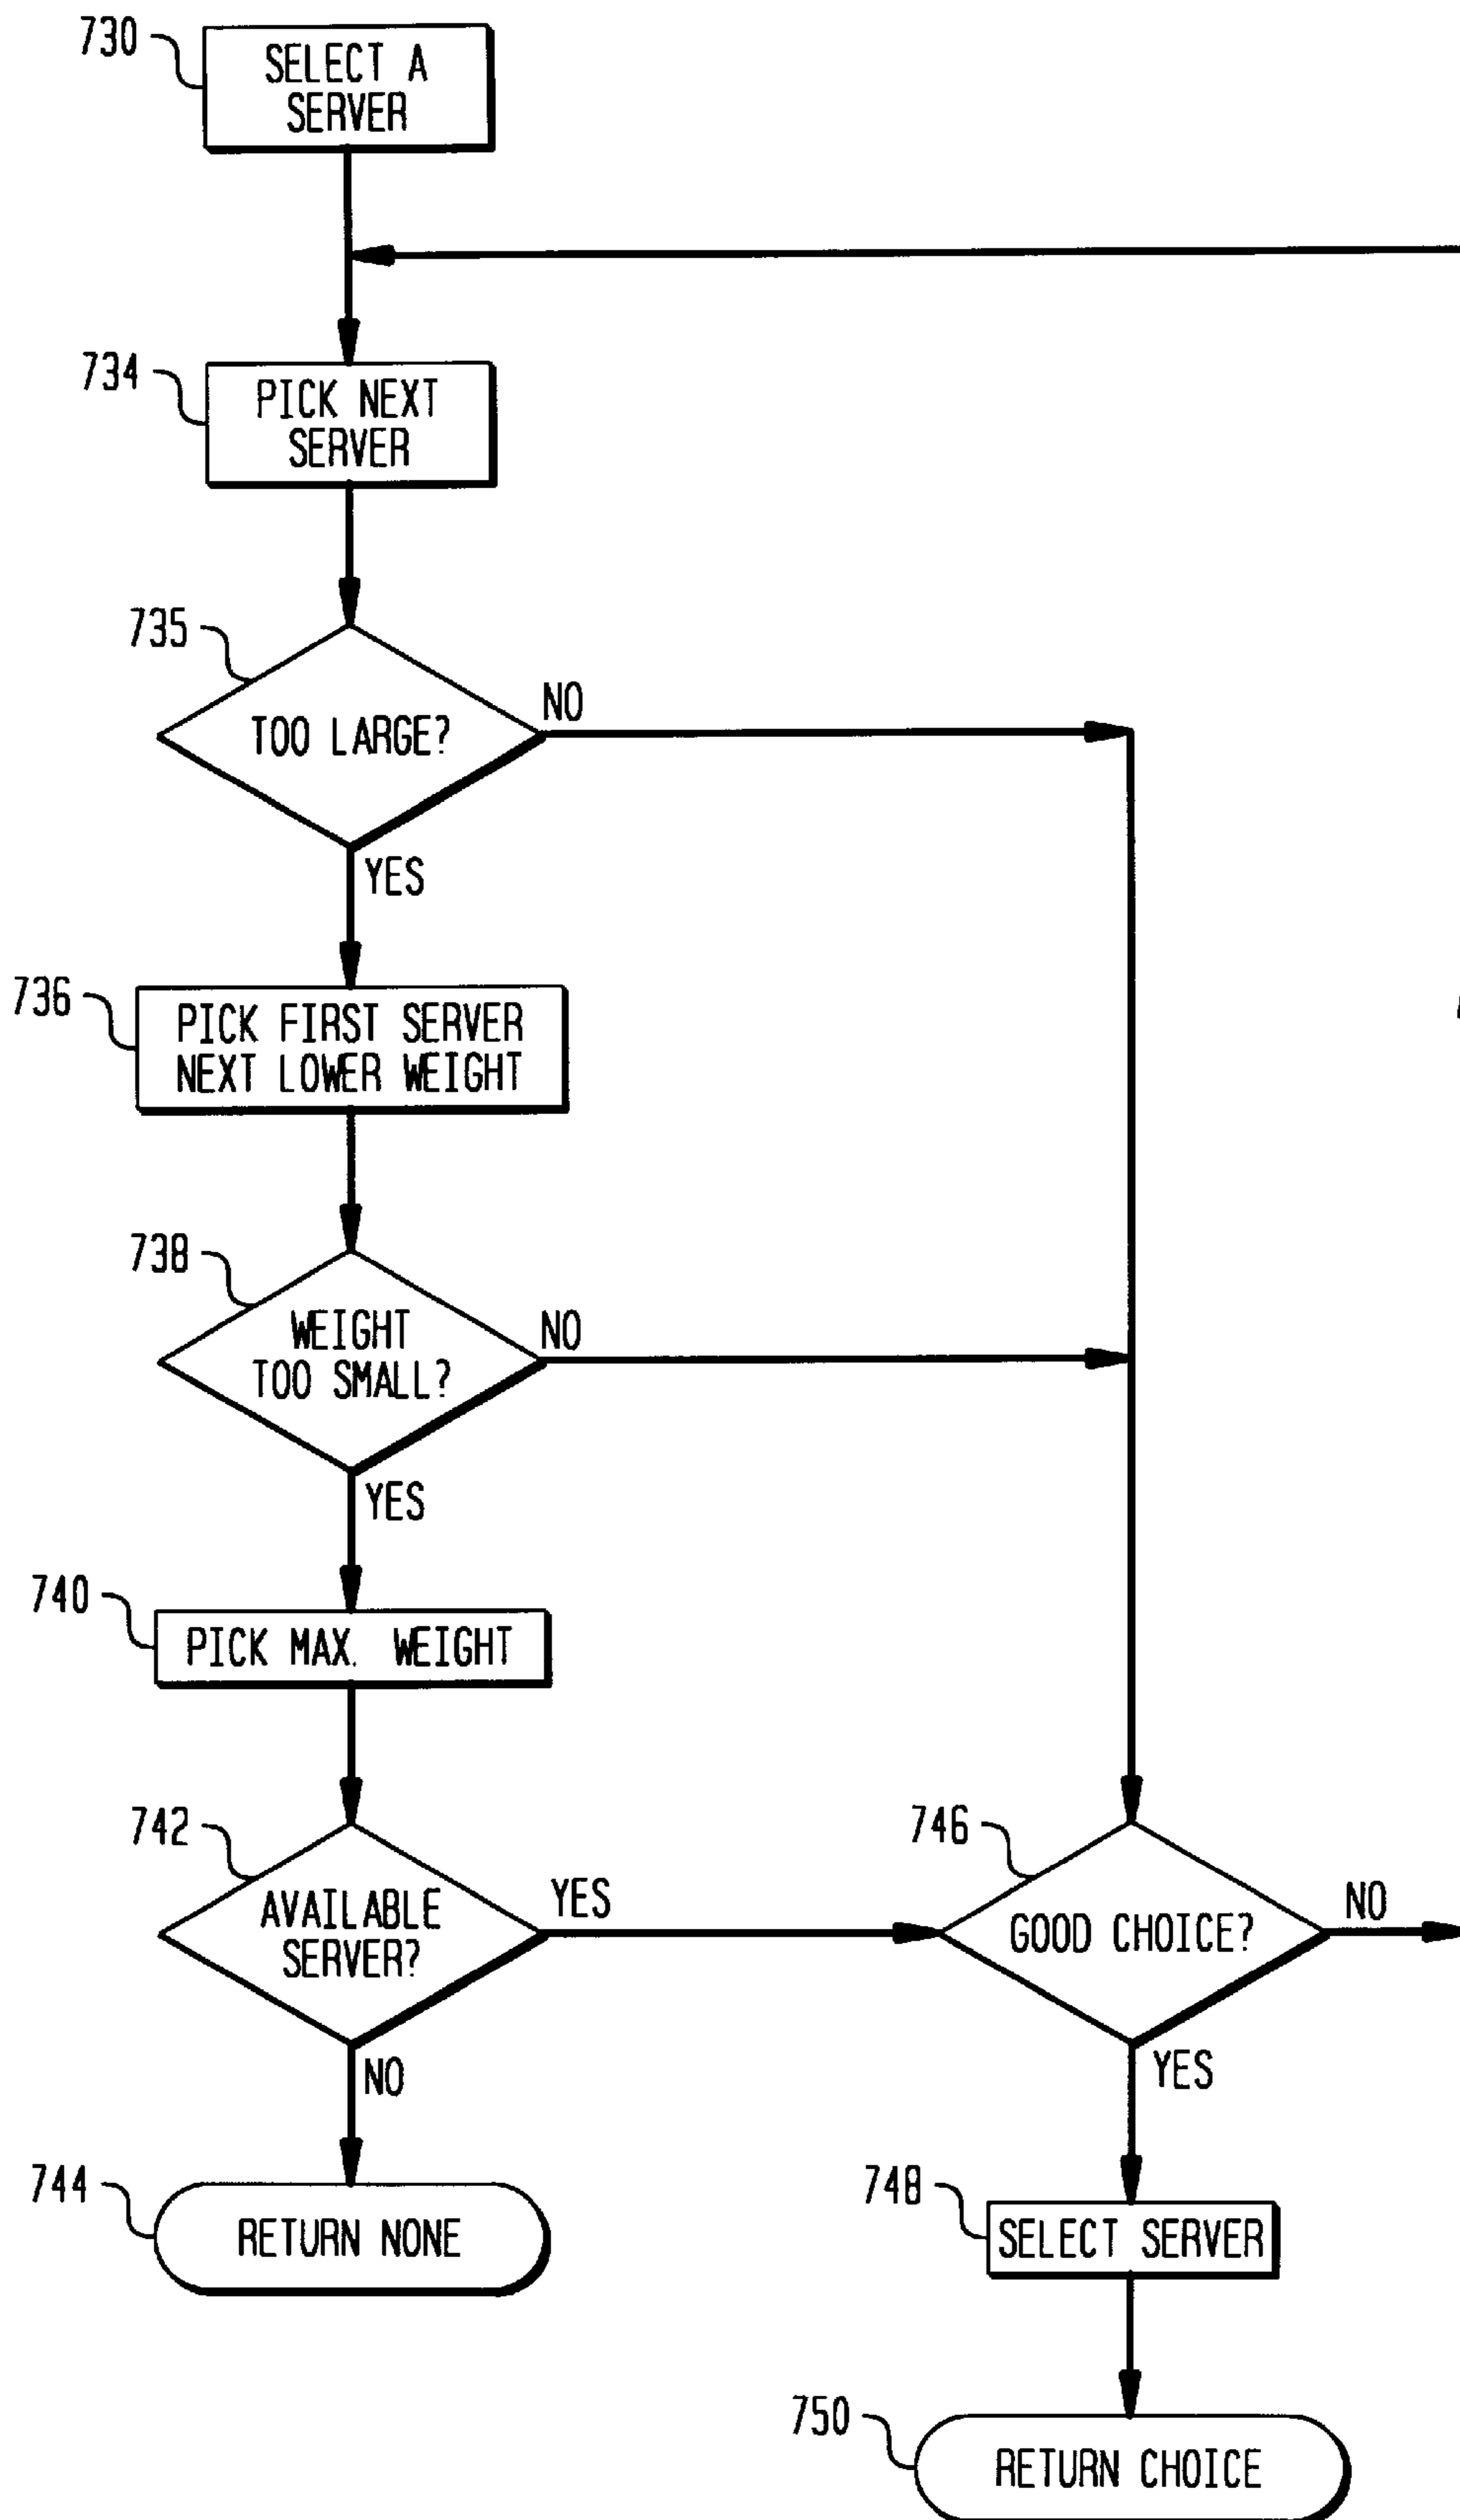 730
SELECT A
SERVER
734
PICK NEXT
SERVER
735
TOO LARGE?
NO
YES
736
PICK FIRST SERVER
NEXT LOWER WEIGHT
738
WEIGHT
TOO SMALL?
NO
YES
740
PICK MAX. WEIGHT
742
AVAILABLE
SERVER?
YES
NO
746
GOOD CHOICE?
NO
YES
744
RETURN NONE
748
SELECT SERVER
750
RETURN CHOICE